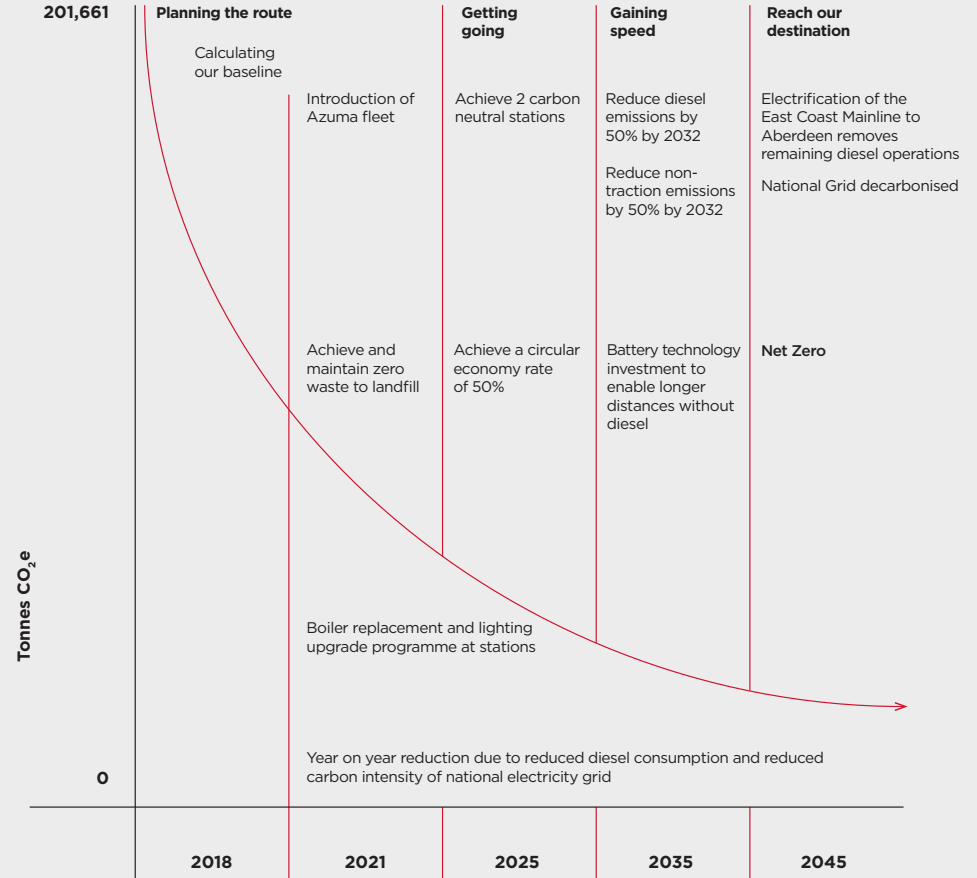 201,661
Planning the route
Getting
going
Gaining
speed
Reach our
destination
Calculating
our baseline
Introduction of
Azuma fleet
Achieve 2 carbon
neutral stations
Reduce diesel
emissions by
50% by 2032
Reduce non-
traction emissions
by 50% by 2032
Electrification of the
East Coast Mainline to
Aberdeen removes
remaining diesel operations
National Grid decarbonised
Achieve and
maintain zero
waste to landfill
Achieve a circular
economy rate
of 50%
Battery technology
investment to
enable longer
distances without
diesel
Net Zero
Tonnes CO₂e
Boiler replacement and lighting
upgrade programme at stations
Year on year reduction due to reduced diesel consumption and reduced
carbon intensity of national electricity grid
0
2018
2021
2025
2035
2045